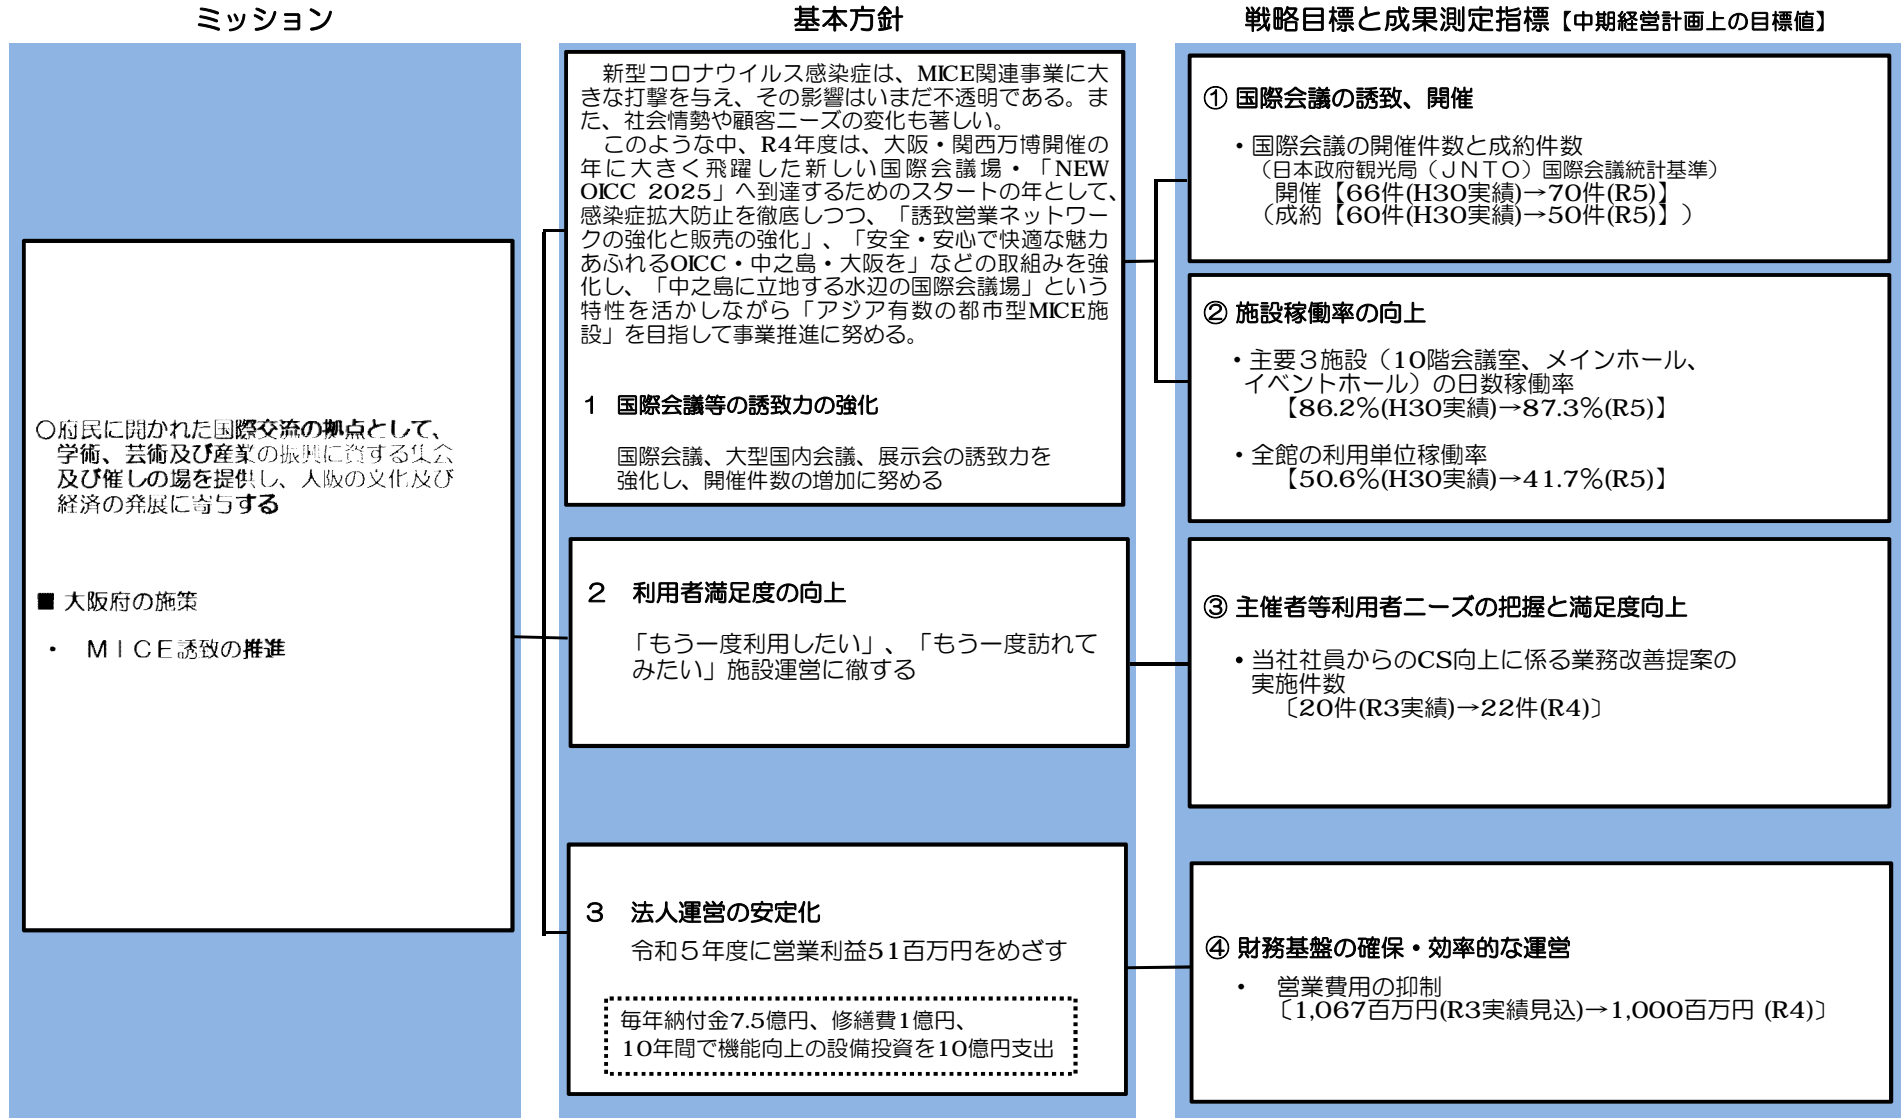 ミッション
○府民に開かれた国際交流の拠点として、
学術、芸術及び産業の振興に資する集会
及び催しの場を提供し、大阪の文化及び
経済の発展に寄与する
■ 大阪府の施策
・ ＭＩＣＥ誘致の推進
基本方針
新型コロナウイルス感染症は、MICE関連事業に大
きな打撃を与え、その影響はいまだ不透明である。ま
た、社会情勢や顧客ニーズの変化も著しい。
このような中、R4年度は、大阪・関西万博開催の
年に大きく飛躍した新しい国際会議場・「NEW
OICC 2025」へ到達するためのスタートの年として、
感染症拡大防止を徹底しつつ、「誘致営業ネットワー
クの強化と販売の強化」、「安全・安心で快適な魅力
あふれるOICC・中之島・大阪を」などの取組みを強
化し、「中之島に立地する水辺の国際会議場」という
特性を活かしながら「アジア有数の都市型MICE施
設」を目指して事業推進に努める。
1 国際会議等の誘致力の強化
国際会議、大型国内会議、展示会の誘致力を
強化し、開催件数の増加に努める
２ 利用者満足度の向上
「もう一度利用したい」、「もう一度訪れて
みたい」施設運営に徹する
３ 法人運営の安定化
令和５年度に営業利益51百万円をめざす
毎年納付金7.5億円、修繕費1億円、
10年間で機能向上の設備投資を10億円支出
戦略目標と成果測定指標【中期経営計画上の目標値】
① 国際会議の誘致、開催
・国際会議の開催件数と成約件数
（日本政府観光局（ＪＮＴＯ）国際会議統計基準）
開催【66件(H30実績)→70件(R5)】
（成約【60件(H30実績)→50件(R5)】）
② 施設稼働率の向上
・主要３施設（10階会議室、メインホール、
イベントホール）の日数稼働率
【86.2%(H30実績)→87.3%(R5)】
・全館の利用単位稼働率
【50.6%(H30実績)→41.7%(R5)】
③ 主催者等利用者ニーズの把握と満足度向上
・当社社員からのCS向上に係る業務改善提案の
実施件数
〔20件(R3実績)→22件(R4)〕
④ 財務基盤の確保・効率的な運営
・ 営業費用の抑制
〔1,067百万円(R3実績見込)→1,000百万円 (R4)〕